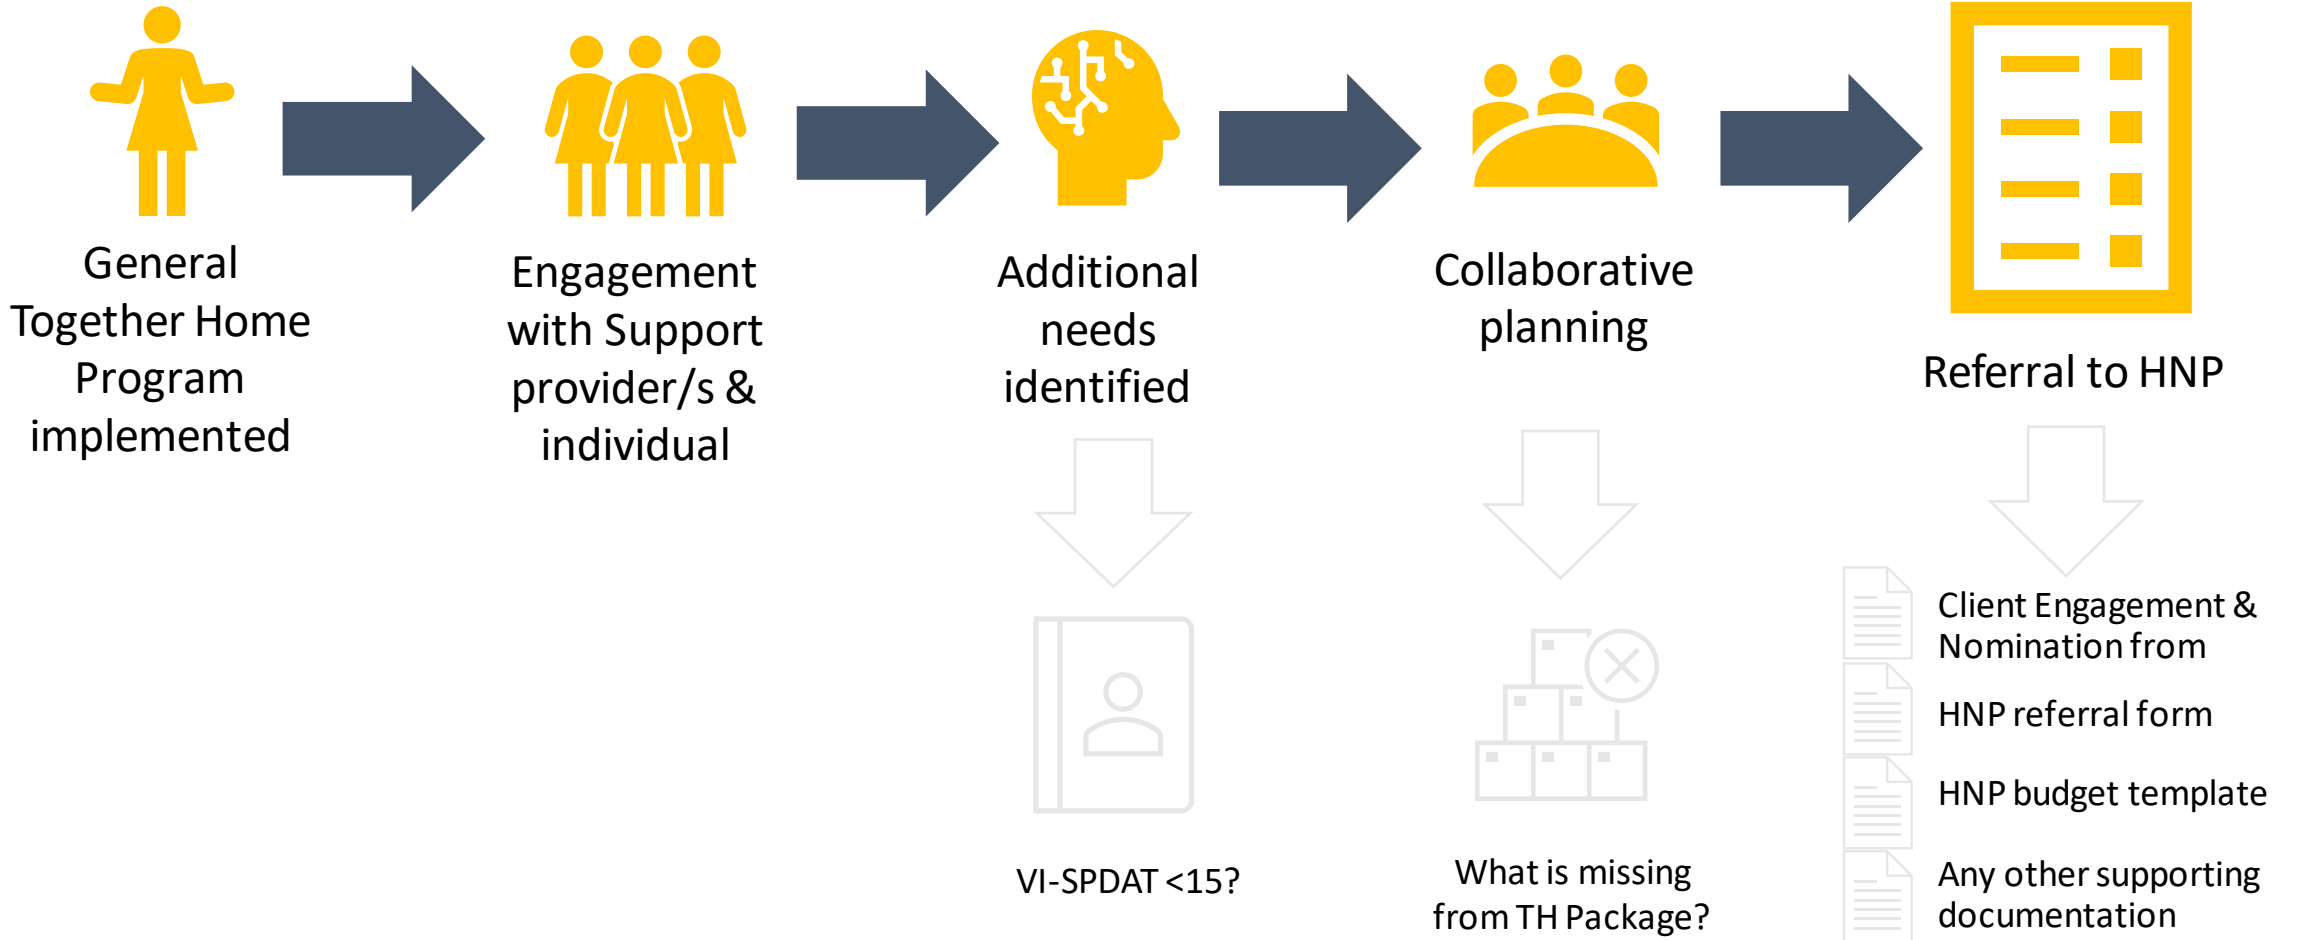 General
Together Home
Program
implemented
Engagement
with Support
provider/s &
individual
Additional
needs
identified
Collaborative
planning
Referral to HNP
VI-SPDAT <15?
What is missing
from TH Package?
Client Engagement &
Nomination from
HNP referral form
HNP budget template
Any other supporting
documentation